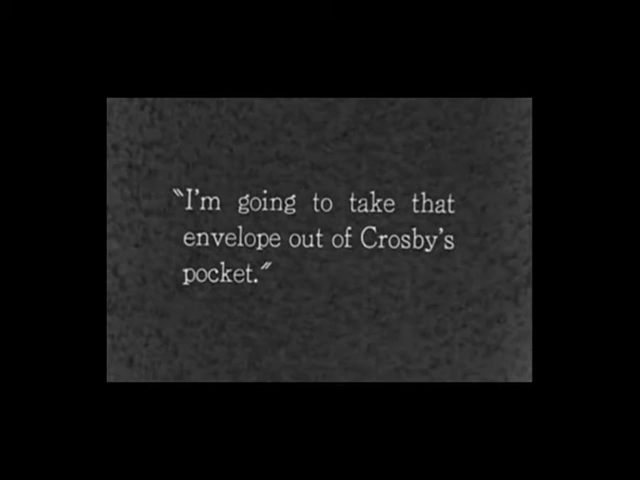 "I'm going to take that
envelope out of Crosby's
pocket."